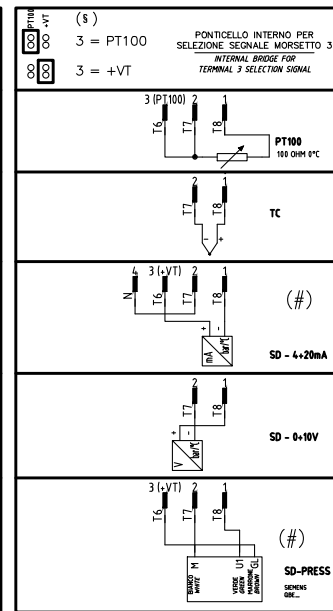 PT100
+VT
(§)
3 = PT100
3 = +VT
PONTICELLO INTERNO PER
SELEZIONE SEGNALE MORSETTO 3
INTERNAL BRIDGE FOR
TERMINAL 3 SELECTION SIGNAL
3 (PT100) 2 1
T6 T7 T8
PT100
100 OHM 0°C
2 1
T7 T8
- +
TC
4 3 (+VT) 2 1
N T6 T7 T8
(#)
+ -
mA bar/°C
SD - 4÷20mA
2 1
T7 T8
+ -
V bar/°C
SD - 0÷10V
3 (+VT) 2 1
T6 T7 T8
(#)
M U1 GL
BIANCO
WHITE
VERDE
GREEN
MARRONE
BROWN
SD-PRESS
SIEMENS
QBE_